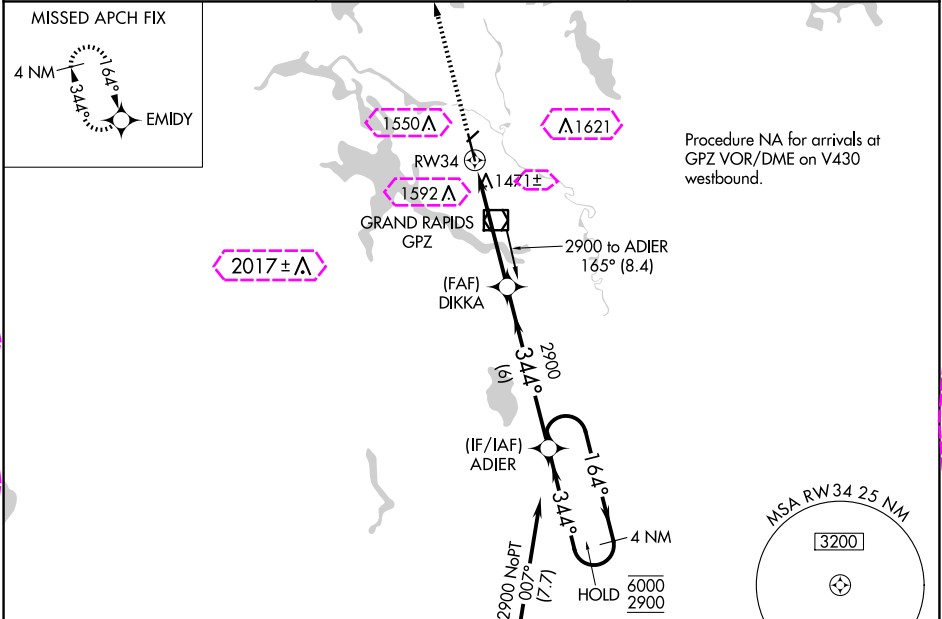 MISSED APCH FIX
4 NM
164°
344°
EMIDY
1550
1621
RW34
1471±
1592
GRAND RAPIDS
GPZ
Procedure NA for arrivals at
GPZ VOR/DME on V430
westbound.
2900 to ADIER
165° (8.4)
2017±
(FAF)
DIKKA
2900
344°
(6)
(IF/IAF)
ADIER
164°
344°
4 NM
HOLD
6000
2900
2900 NoPT
007°
(7.7)
MSA RW34 25 NM
3200